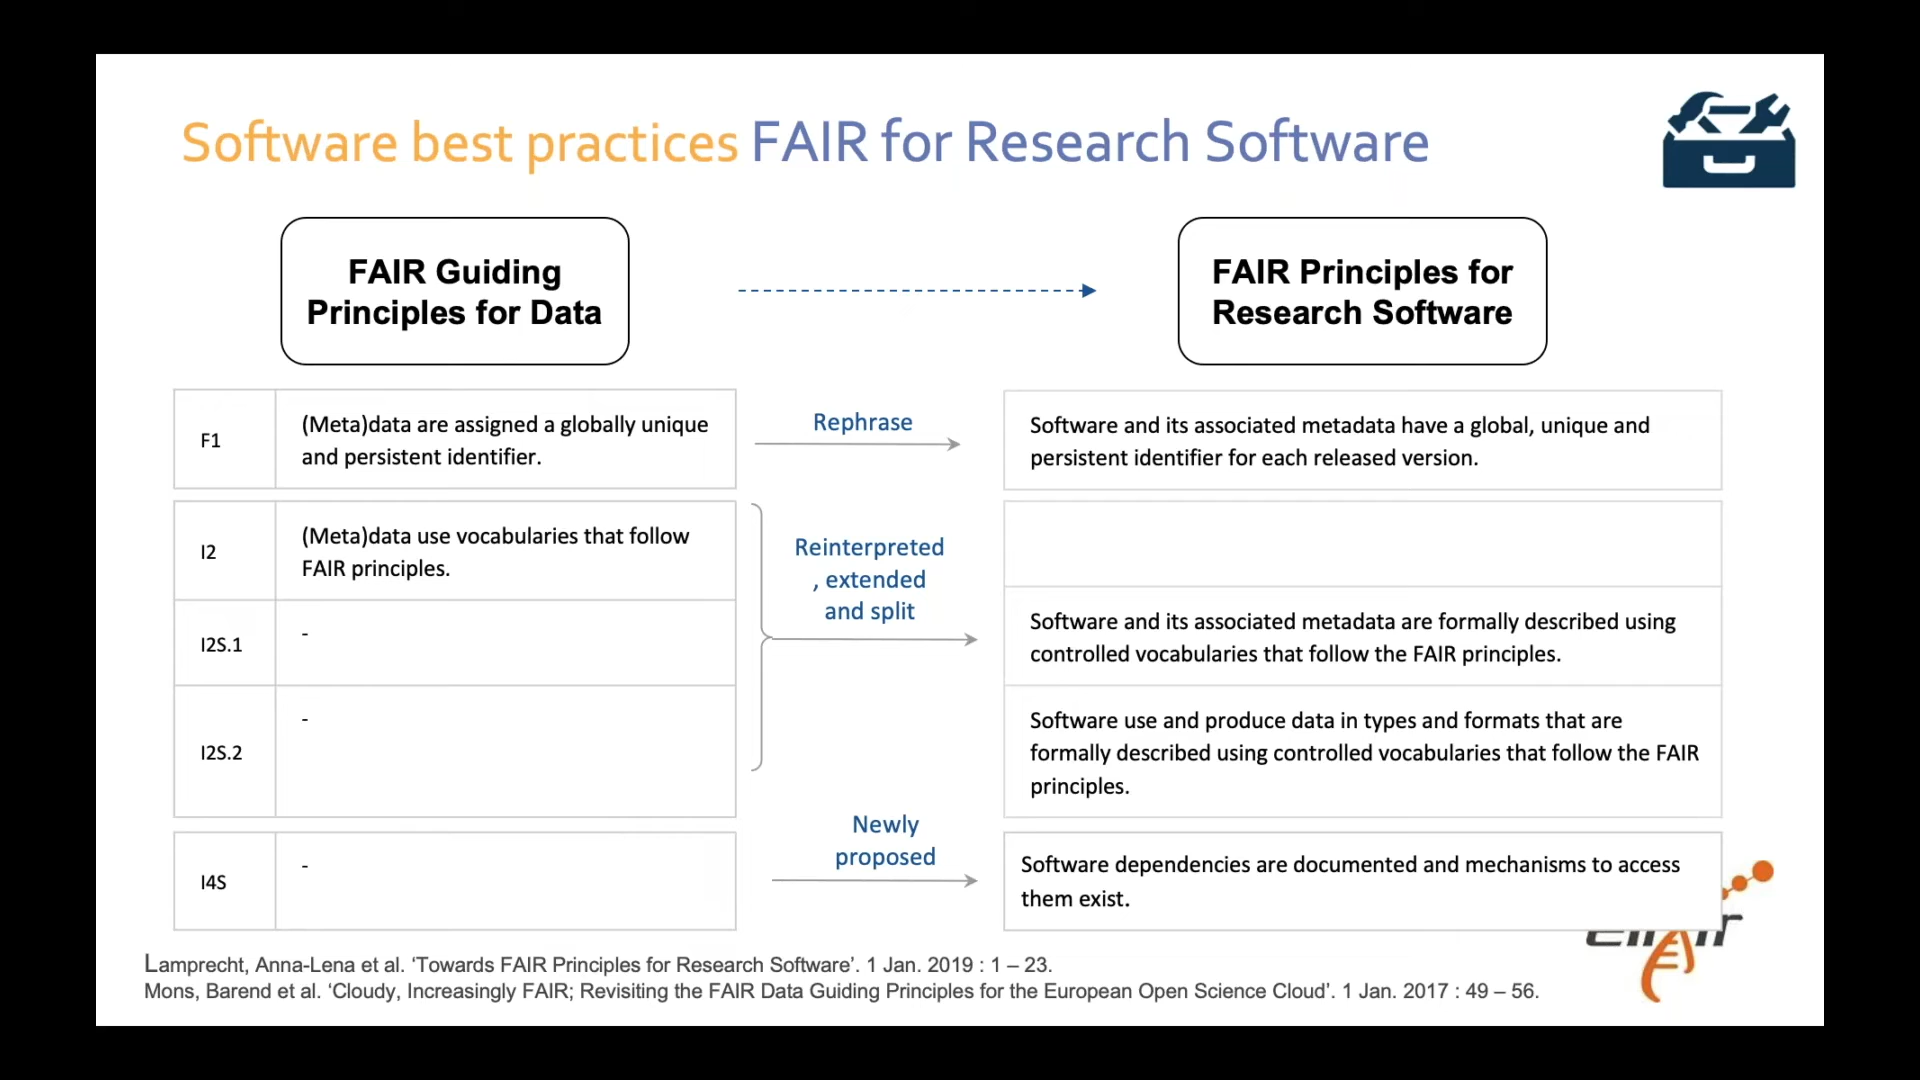 Software best practices FAIR for Research Software
FAIR Guiding
Principles for Data
FAIR Principles for
Research Software
F1
(Meta)data are assigned a globally unique
and persistent identifier.
Rephrase
Software and its associated metadata have a global, unique and
persistent identifier for each released version.
I2
(Meta)data use vocabularies that follow
FAIR principles.
Reinterpreted
, extended
and split
I2S.1
-
Software and its associated metadata are formally described using
controlled vocabularies that follow the FAIR principles.
I2S.2
-
Software use and produce data in types and formats that are
formally described using controlled vocabularies that follow the FAIR
principles.
Newly
proposed
I4S
-
Software dependencies are documented and mechanisms to access
them exist.
Lamprecht, Anna-Lena et al. ‘Towards FAIR Principles for Research Software’. 1 Jan. 2019 : 1 – 23.
Mons, Barend et al. ‘Cloudy, Increasingly FAIR; Revisiting the FAIR Data Guiding Principles for the European Open Science Cloud’. 1 Jan. 2017 : 49 – 56.